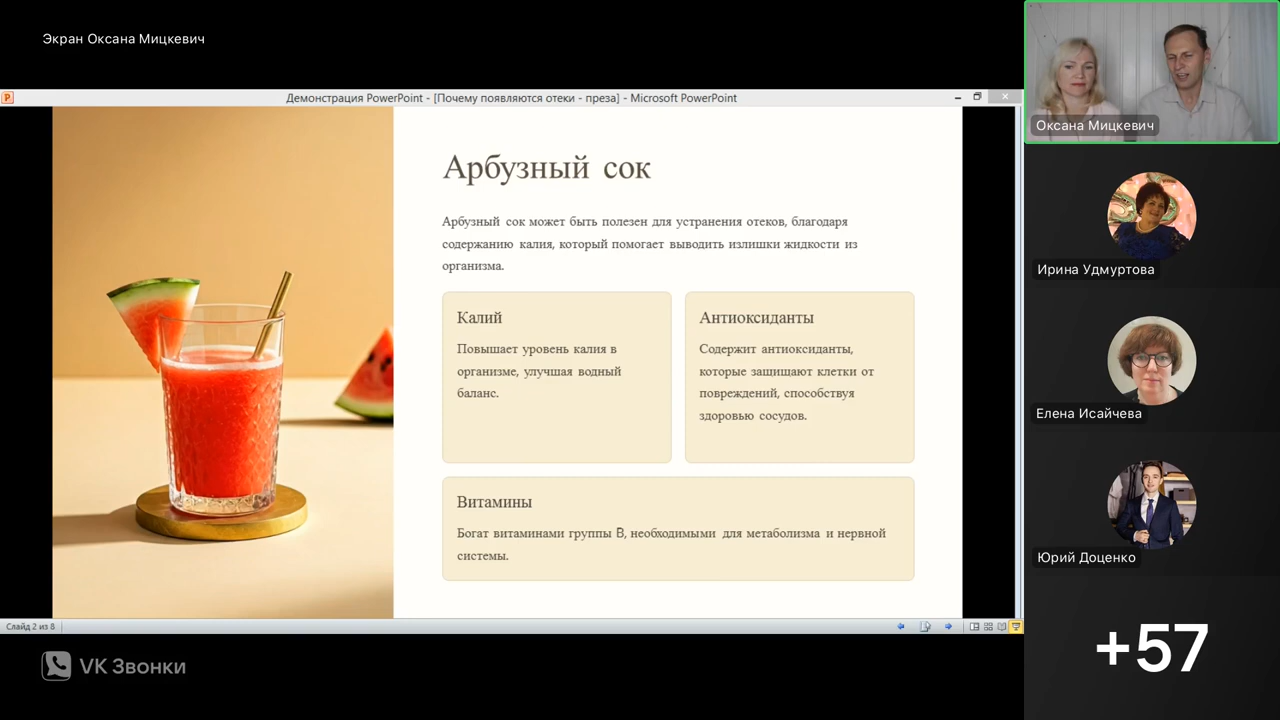 Экран Оксана Мицкевич
Демонстрация PowerPoint - [Почему появляются отеки - преза] - Microsoft PowerPoint
Арбузный сок
Арбузный сок может быть полезен для устранения отеков, благодаря
содержанию калия, который помогает выводить излишки жидкости из
организма.
Калий
Повышает уровень калия в
организме, улучшая водный
баланс.
Антиоксиданты
Содержит антиоксиданты,
которые защищают клетки от
повреждений, способствуя
здоровью сосудов.
Витамины
Богат витаминами группы В, необходимыми для метаболизма и нервной
системы.
Слайд 2 из 8
VK Звонки
Оксана Мицкевич
Ирина Удмуртова
Елена Исайчева
Юрий Доценко
+57